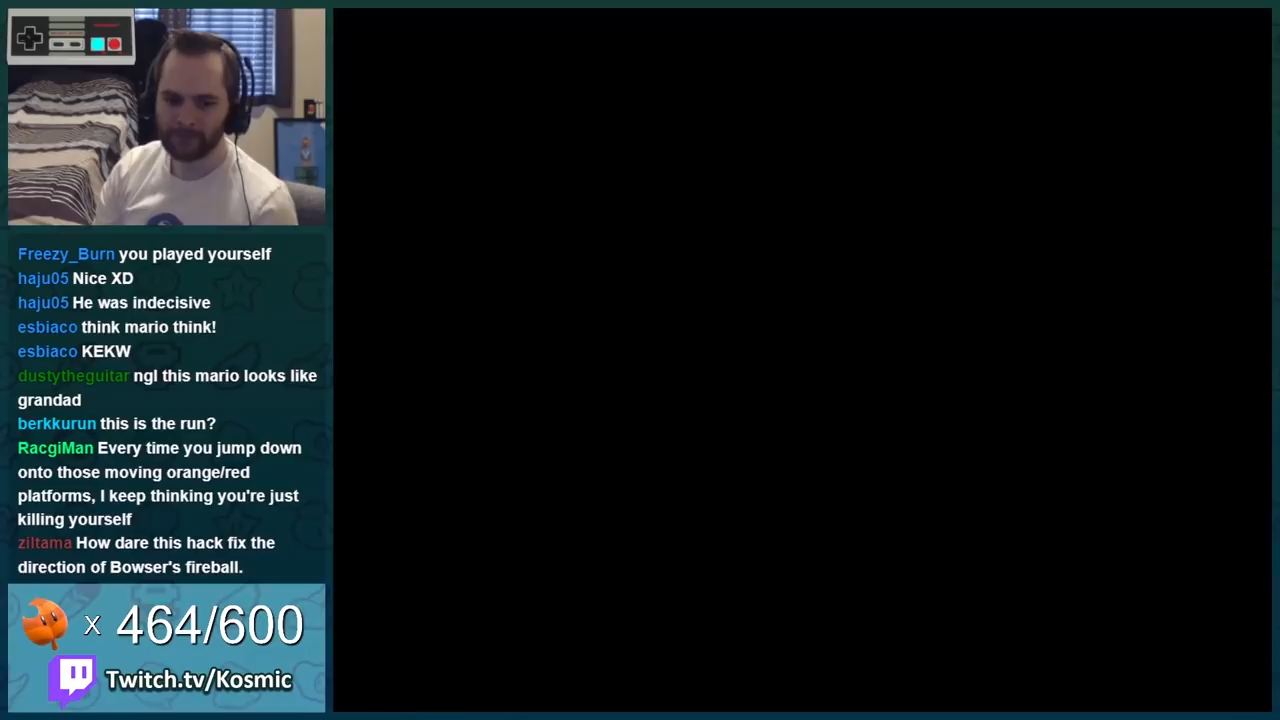 Freezy_Burn you played yourself
haju05 Nice XD
haju05 He was indecisive
esbiaco think mario think!
esbiaco KEKW
dustytheguitar ngl this mario looks like
grandad
berkkurun this is the run?
RacgiMan Every time you jump down
onto those moving orange/red
platforms, I keep thinking you're just
killing yourself
ziltama How dare this hack fix the
direction of Bowser's fireball.
x 464/600
Twitch.tv/Kosmic